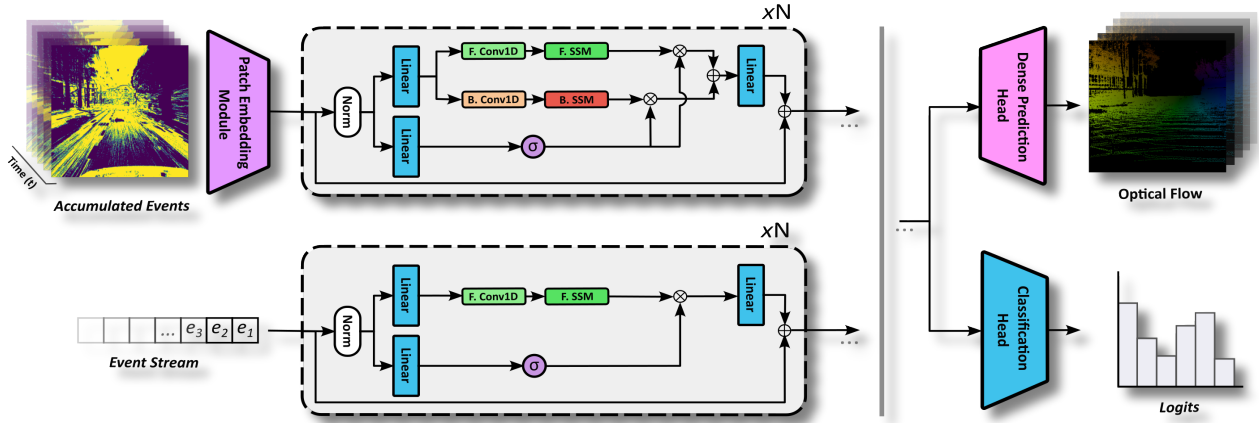 xN
Patch Embedding
Module
Norm
Linear
Linear
F. Conv1D
F. SSM
B. Conv1D
B. SSM
σ
Linear
...
Time (t)
Accumulated Events
Dense Prediction
Head
Optical Flow
...
xN
... e3 e2 e1
Event Stream
Norm
Linear
Linear
F. Conv1D
F. SSM
σ
Linear
...
Classification
Head
Logits